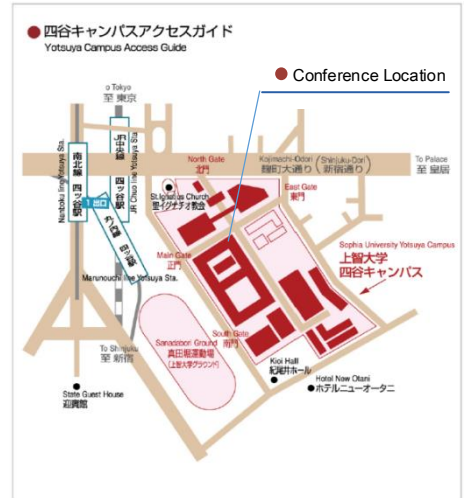 ● 四谷キャンパスアクセスガイド
Yotsuya Campus Access Guide
● Conference Location
to Tokyo
至 東京
南北線 四ッ谷駅
Nanboku line Yotsuya Sta.
JR中央線 四ッ谷駅
JR Chuo line Yotsuya Sta.
1 出口
丸ノ内線 四ッ谷駅
Marunouchi line Yotsuya Sta.
North Gate
北門
Kojimachi-Odori (Shinjuku-Dori)
麹町大通り (新宿通り)
To Palace
至 皇居
St.Ignatius Church
聖イグナチオ教会
East Gate
東門
Sophia University Yotsuya Campus
上智大学
四谷キャンパス
Main Gate
正門
South Gate
南門
Sanadabori Ground
真田堀運動場
(上智大学グラウンド)
To Shinjuku
至 新宿
Kioi Hall
紀尾井ホール
Hotel New Otani
●ホテルニューオータニ
State Guest House
迎賓館